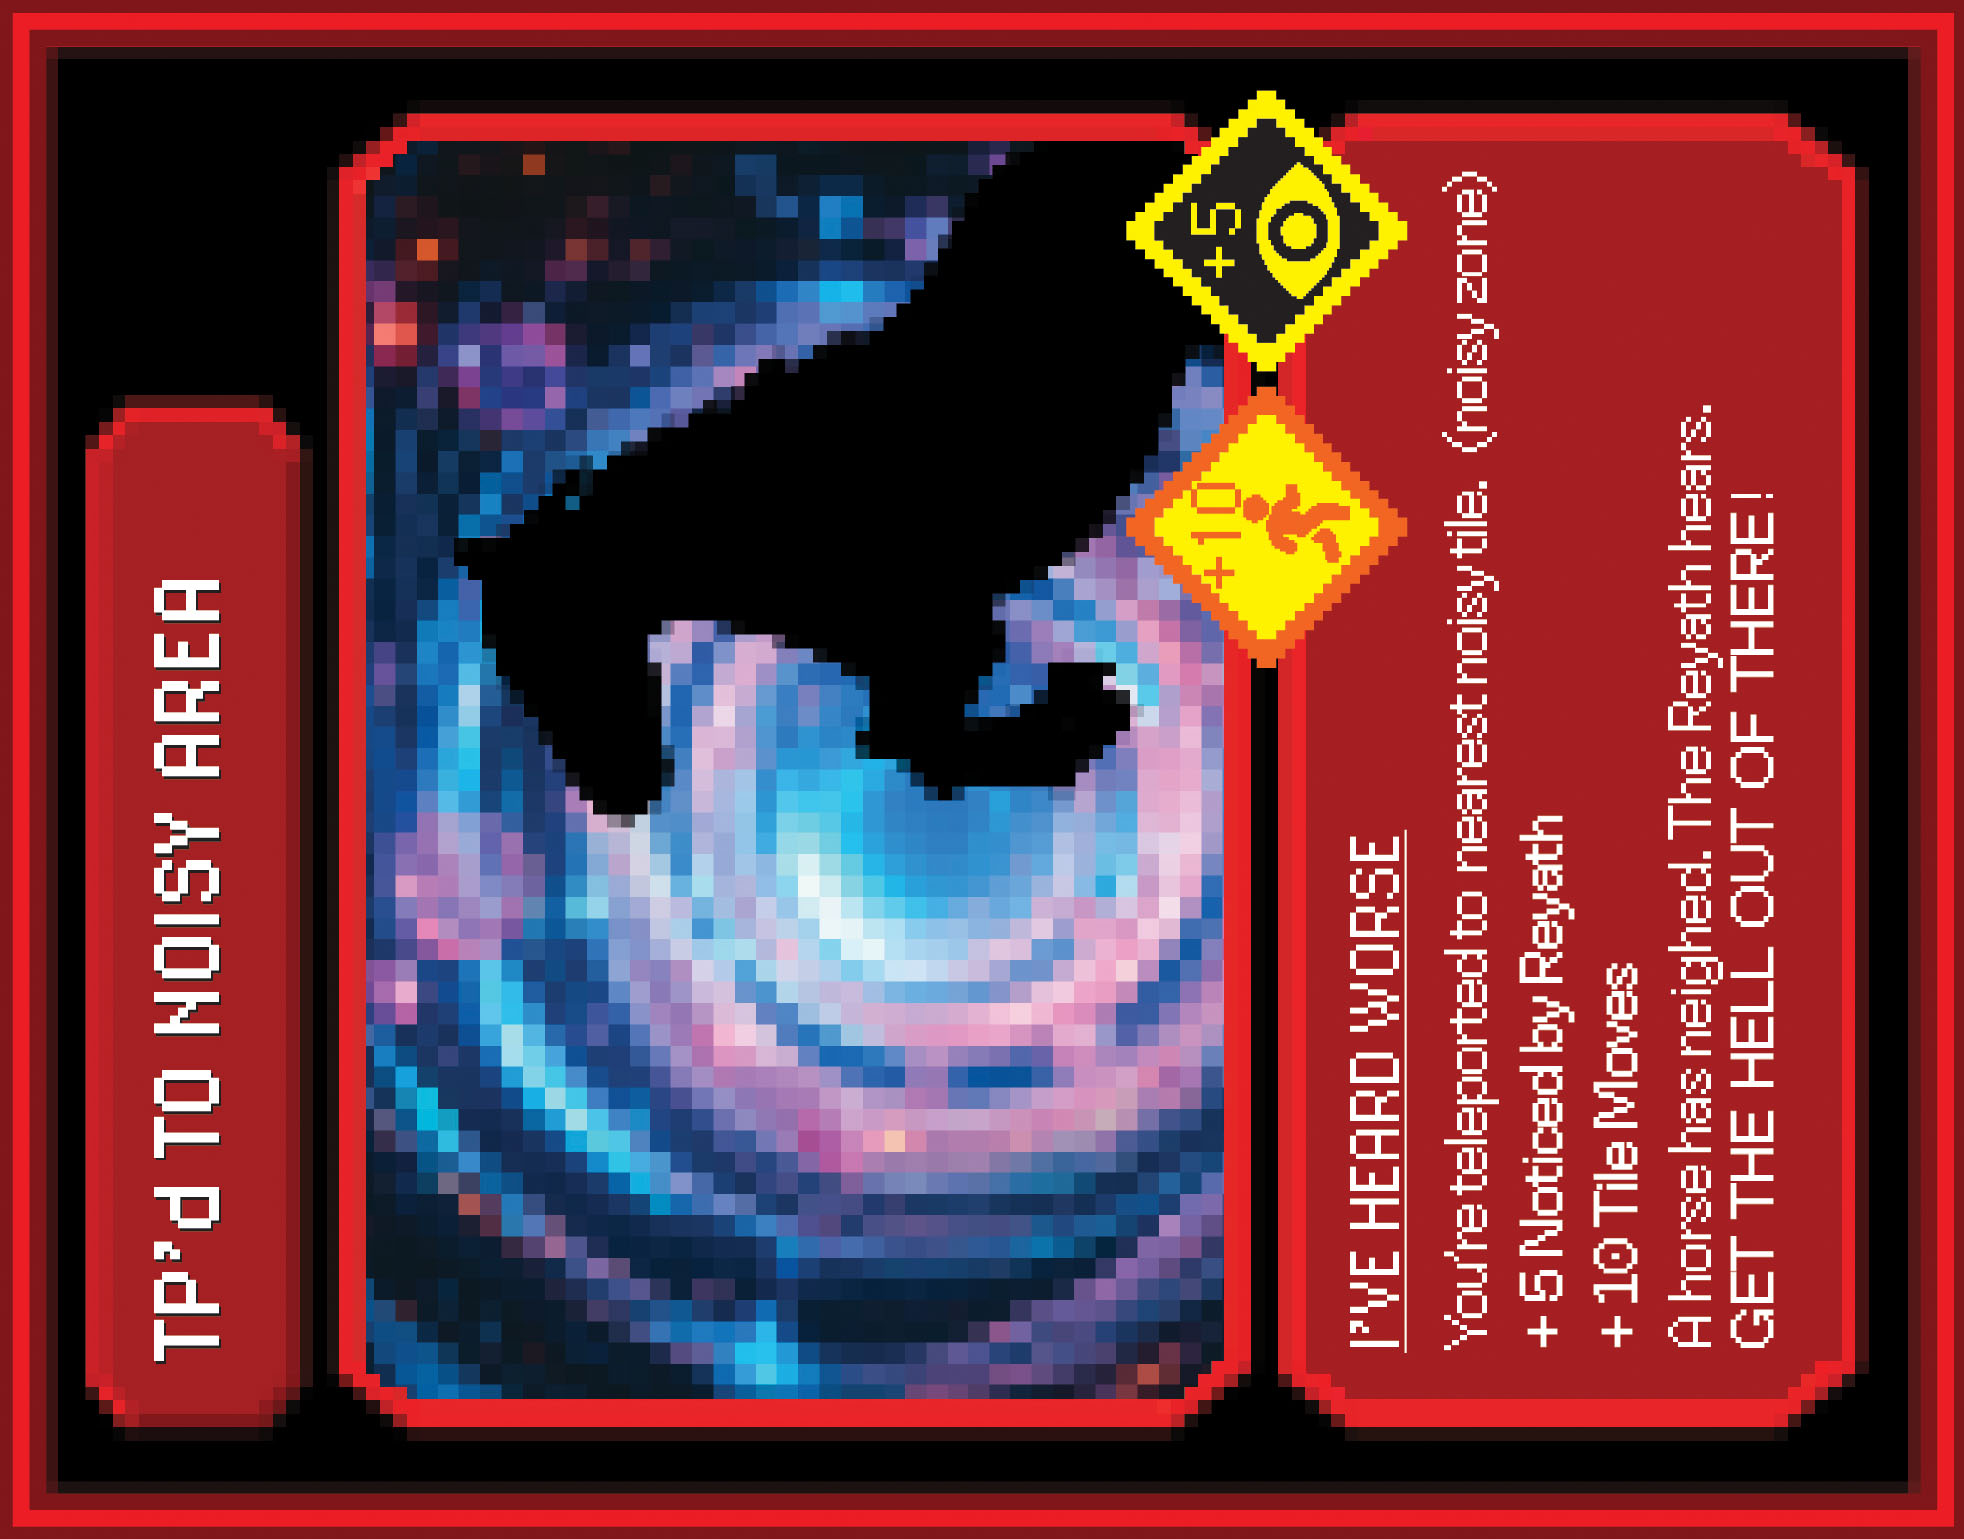 TP'd TO NOISY AREA
+10
+5
I'VE HEARD WORSE
You're teleported to nearest noisy tile. (noisy zone)
+ 5 Noticed by Reyath
+ 10 Tile Moves
A horse has neighed. The Reyath hears.
GET THE HELL OUT OF THERE!